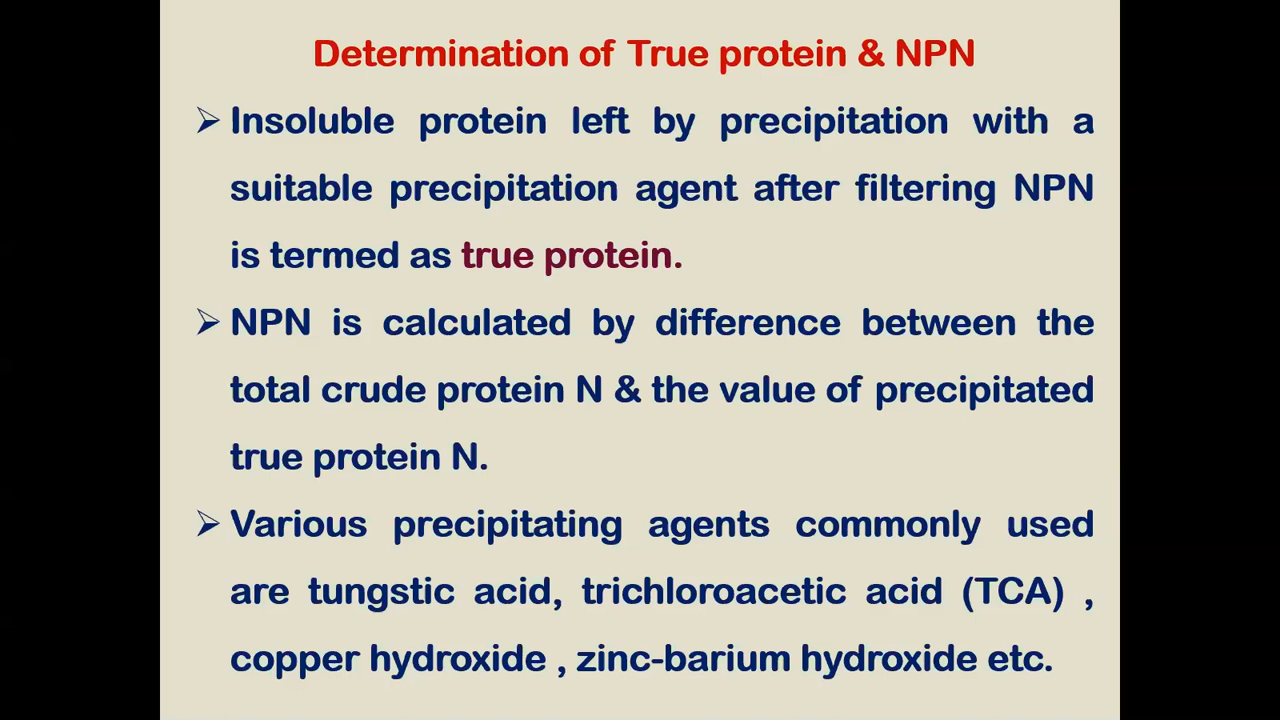 Determination of True protein & NPN
➢ Insoluble protein left by precipitation with a
suitable precipitation agent after filtering NPN
is termed as true protein.
➢ NPN is calculated by difference between the
total crude protein N & the value of precipitated
true protein N.
➢ Various precipitating agents commonly used
are tungstic acid, trichloroacetic acid (TCA) ,
copper hydroxide , zinc-barium hydroxide etc.